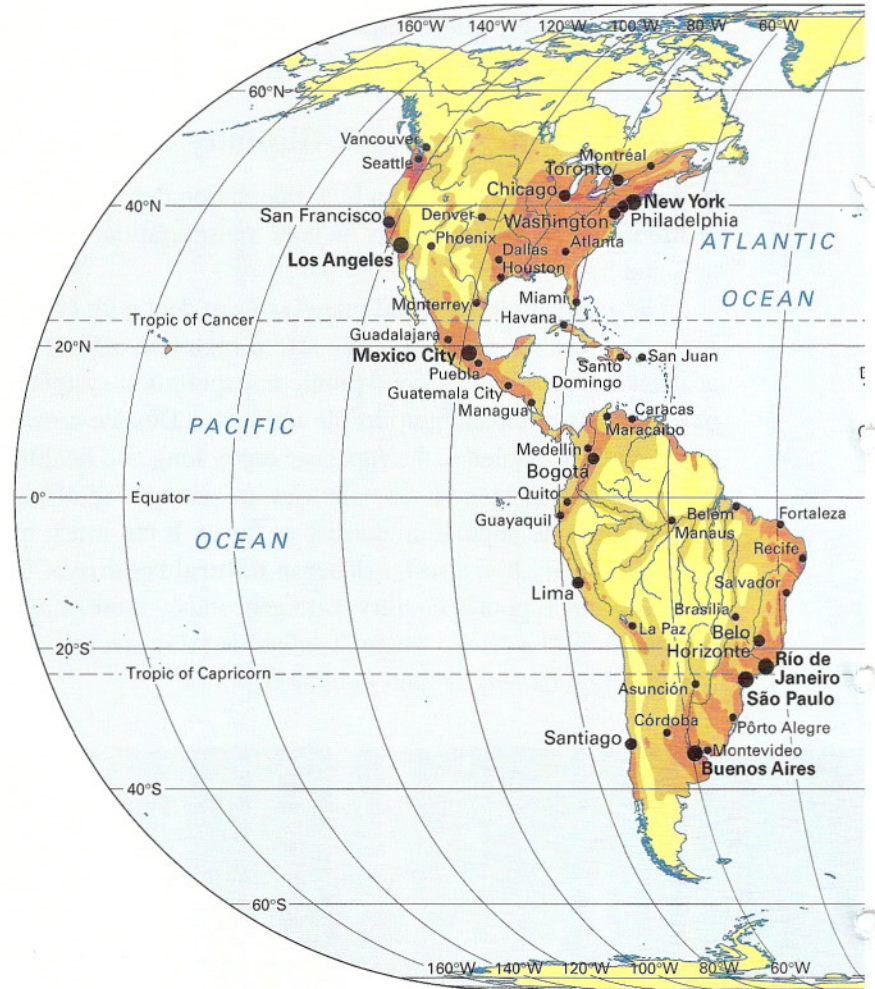 160°W
140°W
120°W
100°W
80°W
60°W
60°N
Vancouver
Seattle
Montréal
Toronto
Chicago
40°N
New York
San Francisco
Denver
Washington
Philadelphia
Phoenix
Atlanta
ATLANTIC
Los Angeles
Dallas
Houston
OCEAN
Monterrey
Miami
Tropic of Cancer
Havana
Guadalajara
20°N
Mexico City
San Juan
Puebla
Santo
Domingo
Guatemala City
Managua
Caracas
PACIFIC
Maracaibo
Medellín
Bogotá
0°
Equator
Quito
Guayaquil
Belém
Fortaleza
Manaus
OCEAN
Recife
Lima
Salvador
Brasília
La Paz
Belo
Horizonte
20°S
Río de
Janeiro
Tropic of Capricorn
Asunción
São Paulo
Córdoba
Pôrto Alegre
Santiago
Montevideo
Buenos Aires
40°S
60°S
160°W
140°W
120°W
100°W
80°W
60°W